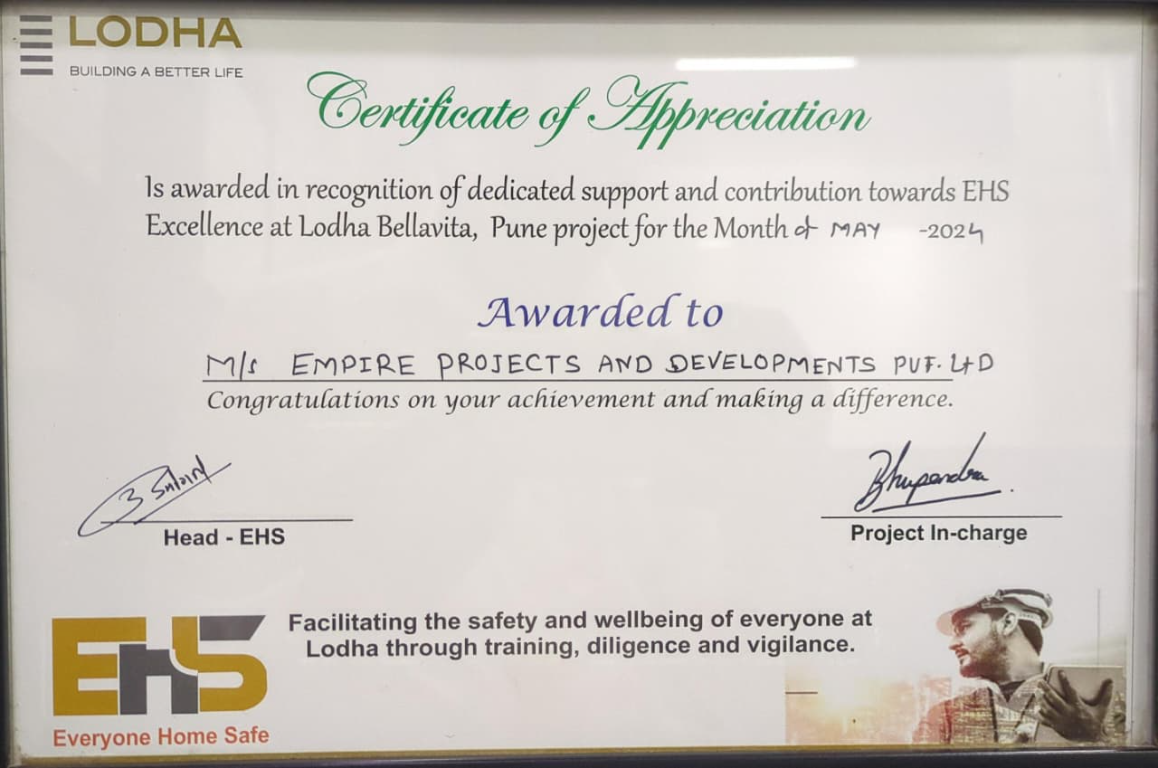 LODHA
BUILDING A BETTER LIFE
Certificate of Appreciation
Is awarded in recognition of dedicated support and contribution towards EHS
Excellence at Lodha Bellavita, Pune project for the Month of MAY -2024
Awarded to
M/s EMPIRE PROJECTS AND DEVELOPMENTS PVT. LTD
Congratulations on your achievement and making a difference.
Bhupendra
Head - EHS
Project In-charge
EHS
Facilitating the safety and wellbeing of everyone at
Lodha through training, diligence and vigilance.
Everyone Home Safe